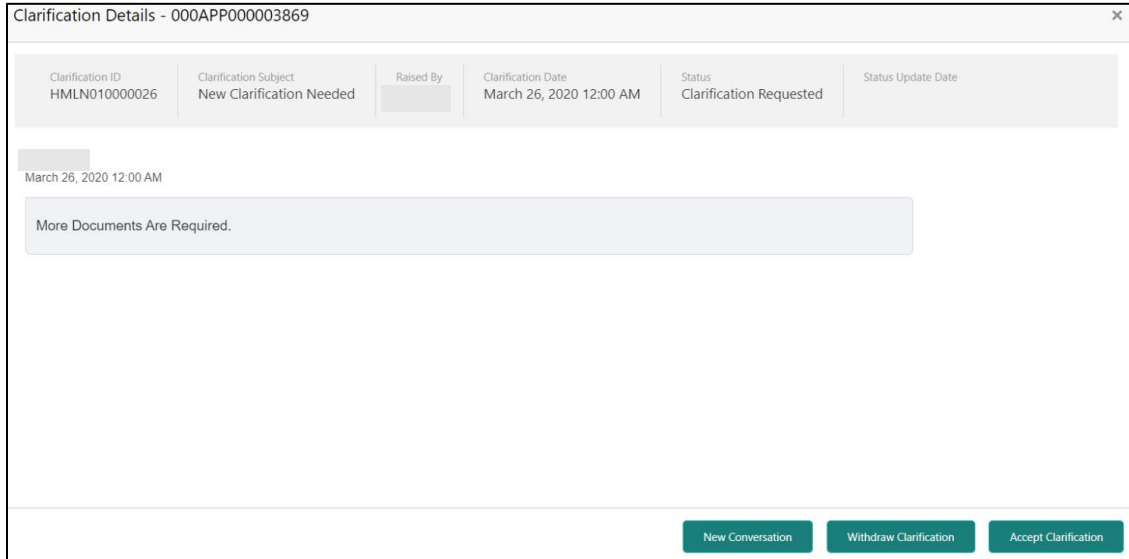 Clarification Details - 000APP000003869 ×
Clarification ID Clarification Subject Raised By Clarification Date Status Status Update Date
HMLN010000026 New Clarification Needed March 26, 2020 12:00 AM Clarification Requested
March 26, 2020 12:00 AM
More Documents Are Required.
New Conversation Withdraw Clarification Accept Clarification